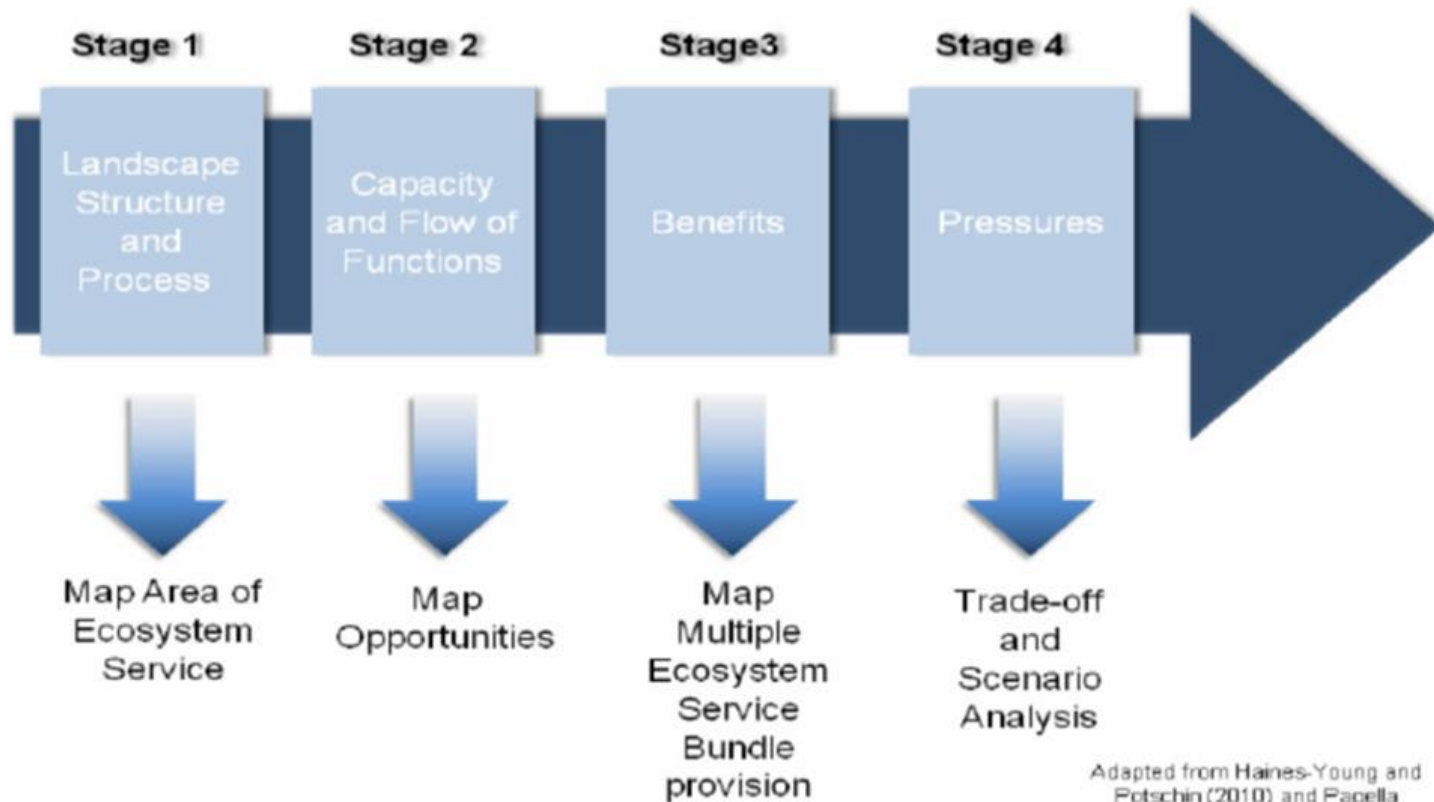 Stage 1
Stage 2
Stage3
Stage 4
Landscape
Structure
and
Process
Capacity
and Flow of
Functions
Benefits
Pressures
Map Area of
Ecosystem
Service
Map
Opportunities
Map
Multiple
Ecosystem
Service
Bundle
provision
Trade-off
and
Scenario
Analysis
Adapted from Haines-Young and
Potschin (2010) and Pagella